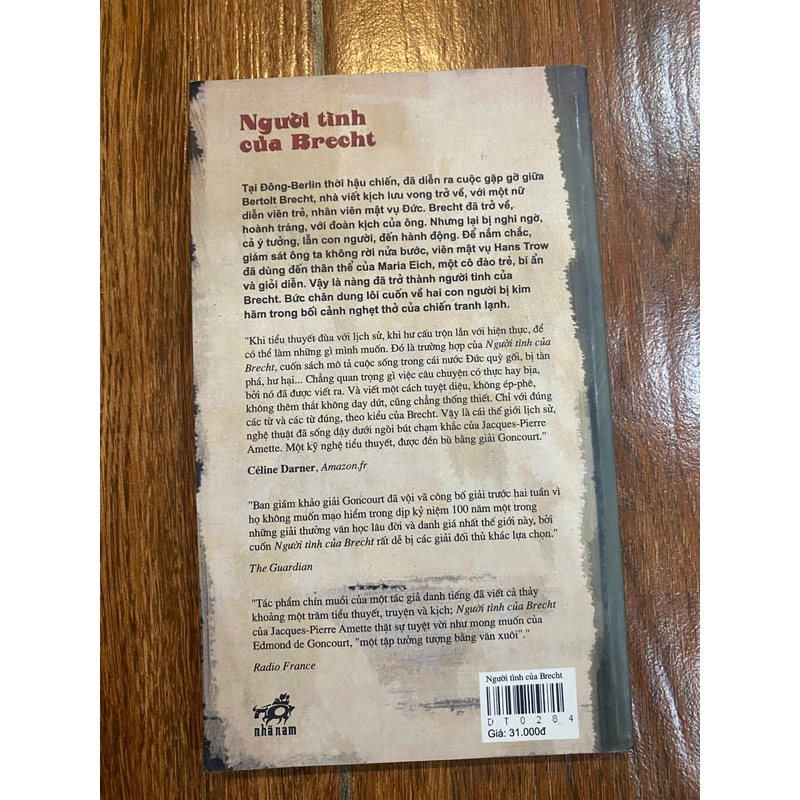 Người tình
của Brecht
Tại Đông-Berlin thời hậu chiến, đã diễn ra cuộc gặp gỡ giữa
Bertolt Brecht, nhà viết kịch lưu vong trở về, với một nữ
diễn viên trẻ, nhân viên mật vụ Đức. Brecht đã trở về,
hoành tráng, với đoàn kịch của ông. Nhưng lại bị nghi ngờ,
cả ý tưởng, lẫn con người, đến hành động. Để nắm chắc,
giám sát ông ta không rời nửa bước, viên mật vụ Hans Trow
đã dùng đến thân thể của Maria Eich, một cô đào trẻ, bí ẩn
và giỏi diễn. Vậy là nàng đã trở thành người tình của
Brecht. Bức chân dung lôi cuốn về hai con người bị kìm
hãm trong bối cảnh nghẹt thở của chiến tranh lạnh.
"Khi tiểu thuyết đùa với lịch sử, khi hư cấu trộn lẫn với hiện thực, để
có thể làm những gì mình muốn. Đó là trường hợp của Người tình của
Brecht, cuốn sách mô tả cuộc sống trong cái nước Đức quỳ gối, bị tàn
phá, hư hại... Chẳng quan trọng gì việc câu chuyện có thực hay bịa,
bởi nó đã được viết ra. Và viết một cách tuyệt diệu, không ép-phê,
không thêm thắt không day dứt, cũng chẳng thống thiết. Chỉ với đúng
các từ và các từ đúng, theo kiểu của Brecht. Vậy là cái thế giới lịch sử,
nghệ thuật đã sống dậy dưới ngòi bút chạm khắc của Jacques-Pierre
Amette. Một kỹ nghệ tiểu thuyết, được đền bù bằng giải Goncourt."
Céline Darner, Amazon.fr
"Ban giám khảo giải Goncourt đã vội vã công bố giải trước hai tuần vì
họ không muốn mạo hiểm trong dịp kỷ niệm 100 năm một trong
những giải thưởng văn học lâu đời và danh giá nhất thế giới này, bởi
cuốn Người tình của Brecht rất dễ bị các giải đối thủ khác lựa chọn."
The Guardian
"Tác phẩm chín muồi của một tác giả danh tiếng đã viết cả thảy
khoảng một trăm tiểu thuyết, truyện và kịch; Người tình của Brecht
của Jacques-Pierre Amette thật sự tuyệt vời như mong muốn của
Edmond de Goncourt, "một tập tưởng tượng bằng văn xuôi"."
Radio France
nhã nam
Người tình của Brecht
DT0284
Giá: 31.000đ